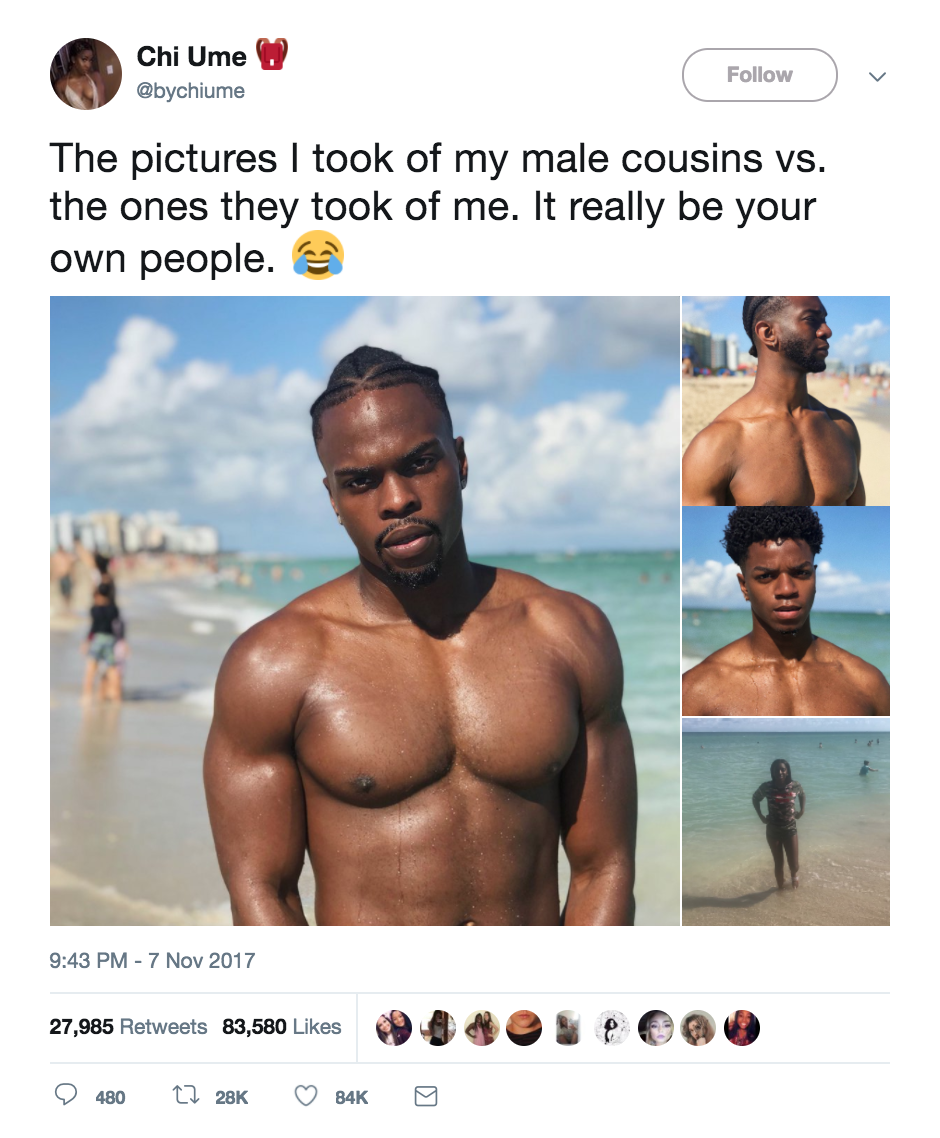 Chi Ume
@bychiume
Follow
The pictures I took of my male cousins vs.
the ones they took of me. It really be your
own people. 😂
9:43 PM - 7 Nov 2017
27,985 Retweets 83,580 Likes
480 28K 84K